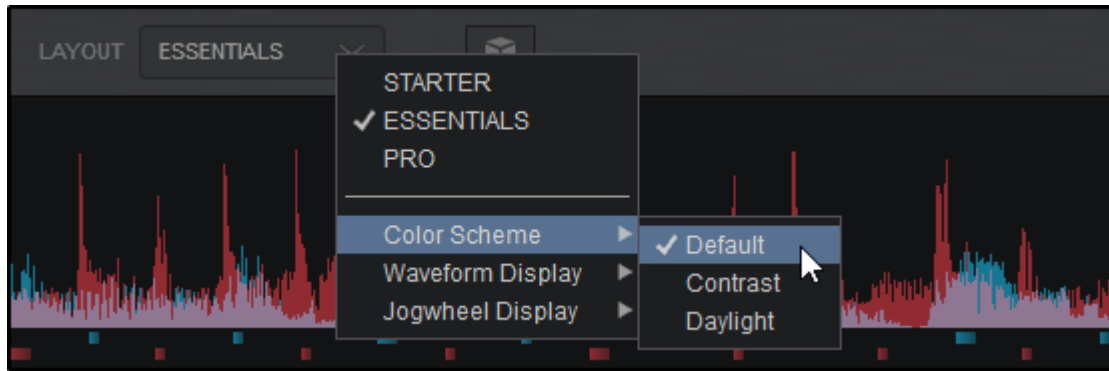 LAYOUT ESSENTIALS
STARTER
ESSENTIALS
PRO
Color Scheme
Waveform Display
Jogwheel Display
Default
Contrast
Daylight